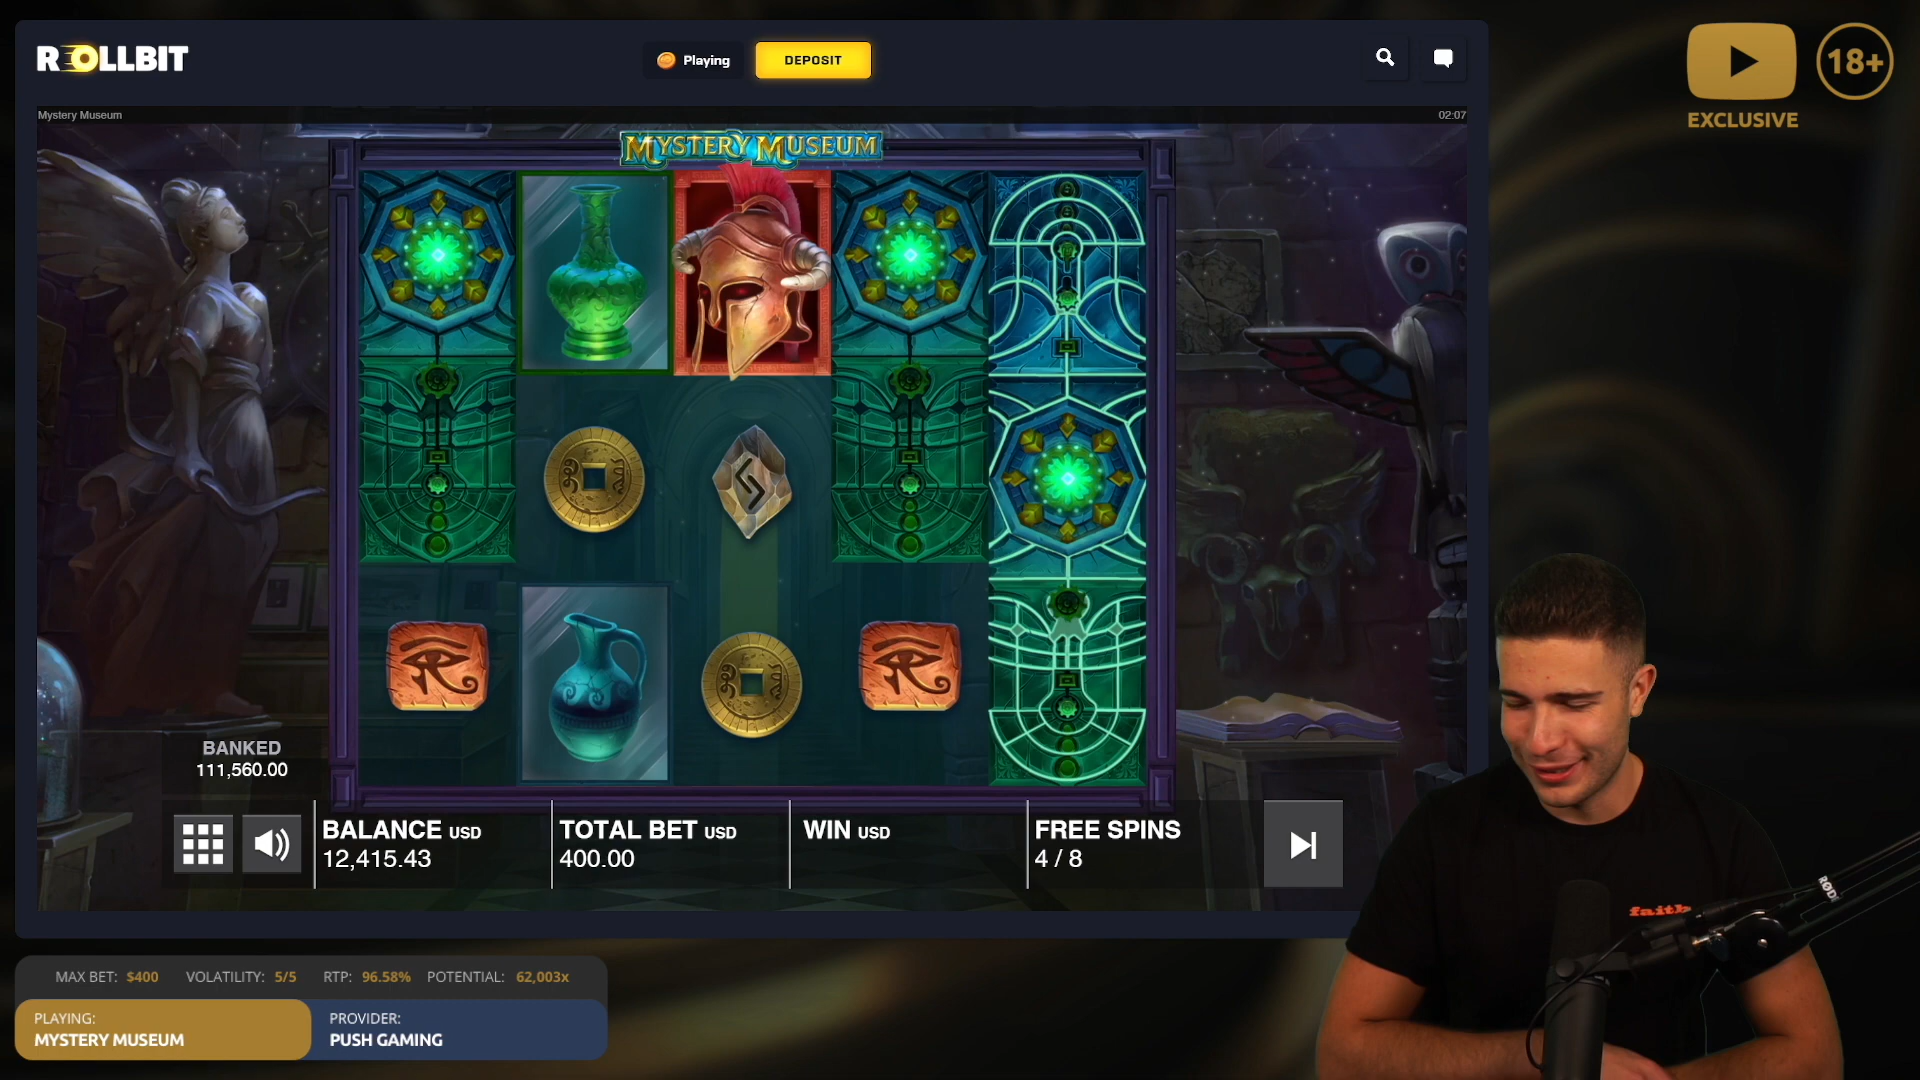 ROLLBIT
Playing
DEPOSIT
18+
EXCLUSIVE
Mystery Museum
02:07
MYSTERY MUSEUM
BANKED
111,560.00
BALANCE USD
12,415.43
TOTAL BET USD
400.00
WIN USD
FREE SPINS
4 / 8
RØDE
faith
MAX BET: $400 VOLATILITY: 5/5 RTP: 96.58% POTENTIAL: 62,003x
PLAYING:
MYSTERY MUSEUM
PROVIDER:
PUSH GAMING